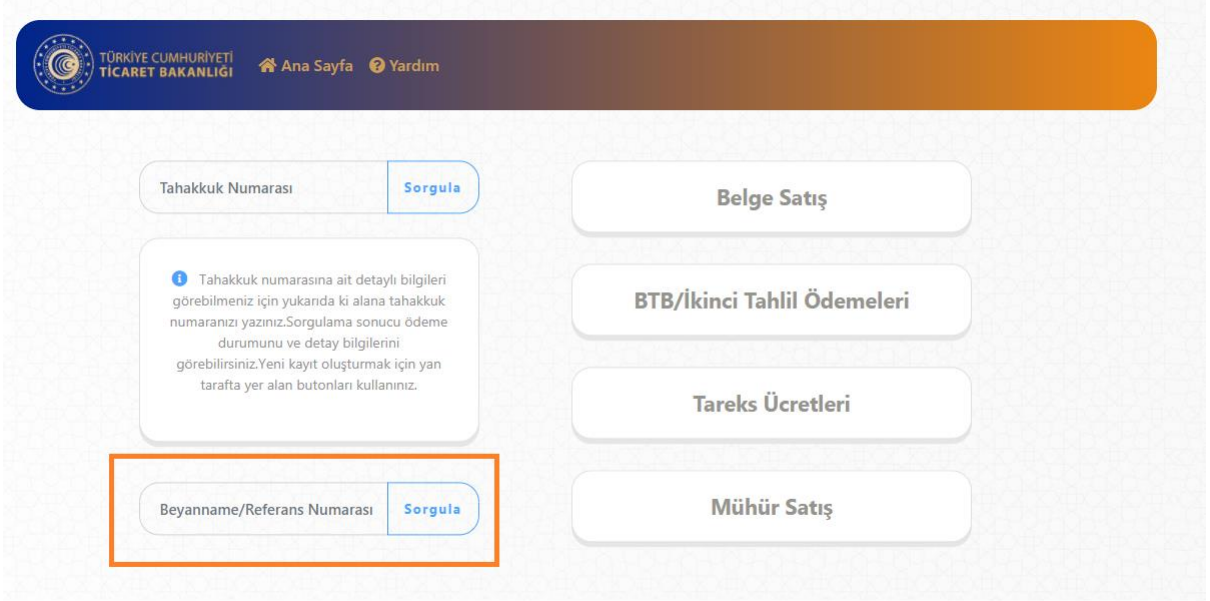 TÜRKİYE CUMHURİYETİ
TİCARET BAKANLIĞI
Ana Sayfa
Yardım
Tahakkuk Numarası
Sorgula
Tahakkuk numarasına ait detaylı bilgileri
görebilmeniz için yukarıda ki alana tahakkuk
numaranızı yazınız.Sorgulama sonucu ödeme
durumunu ve detay bilgilerini
görebilirsiniz.Yeni kayıt oluşturmak için yan
tarafta yer alan butonları kullanınız.
Beyanname/Referans Numarası
Sorgula
Belge Satış
BTB/İkinci Tahlil Ödemeleri
Tareks Ücretleri
Mühür Satış